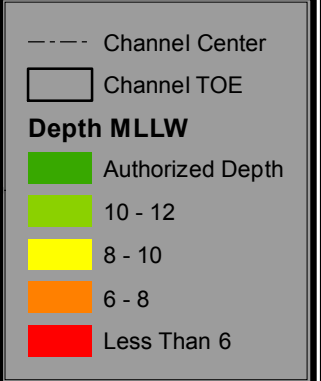 Channel Center
Channel TOE
Depth MLLW
Authorized Depth
10 - 12
8 - 10
6 - 8
Less Than 6